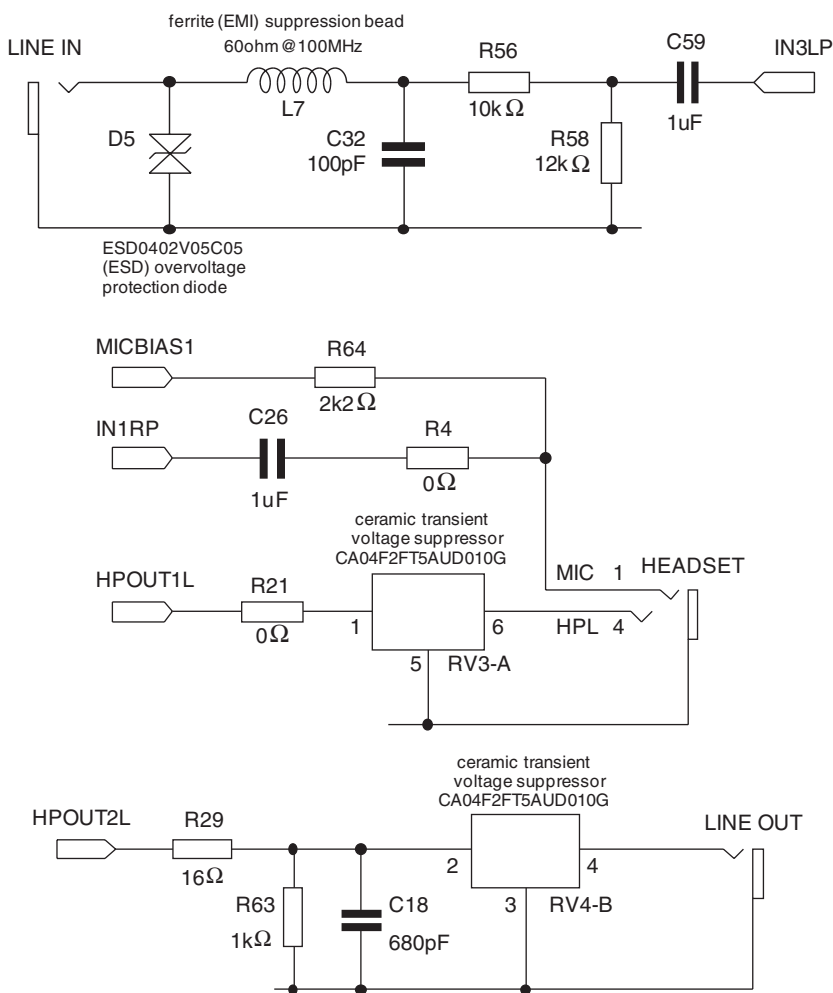 ferrite (EMI) suppression bead
60ohm @100MHz
LINE IN
R56
C59
IN3LP
L7
10kΩ
1uF
D5
C32
100pF
R58
12kΩ
ESD0402V05C05
(ESD) overvoltage
protection diode
MICBIAS1
R64
2k2Ω
IN1RP
C26
R4
1uF
0Ω
ceramic transient
voltage suppressor
CA04F2FT5AUD010G
HPOUT1L
R21
0Ω
1
6
5
RV3-A
MIC 1
HEADSET
HPL 4
ceramic transient
voltage suppressor
CA04F2FT5AUD010G
HPOUT2L
R29
16Ω
LINE OUT
2
4
3
RV4-B
R63
1kΩ
C18
680pF